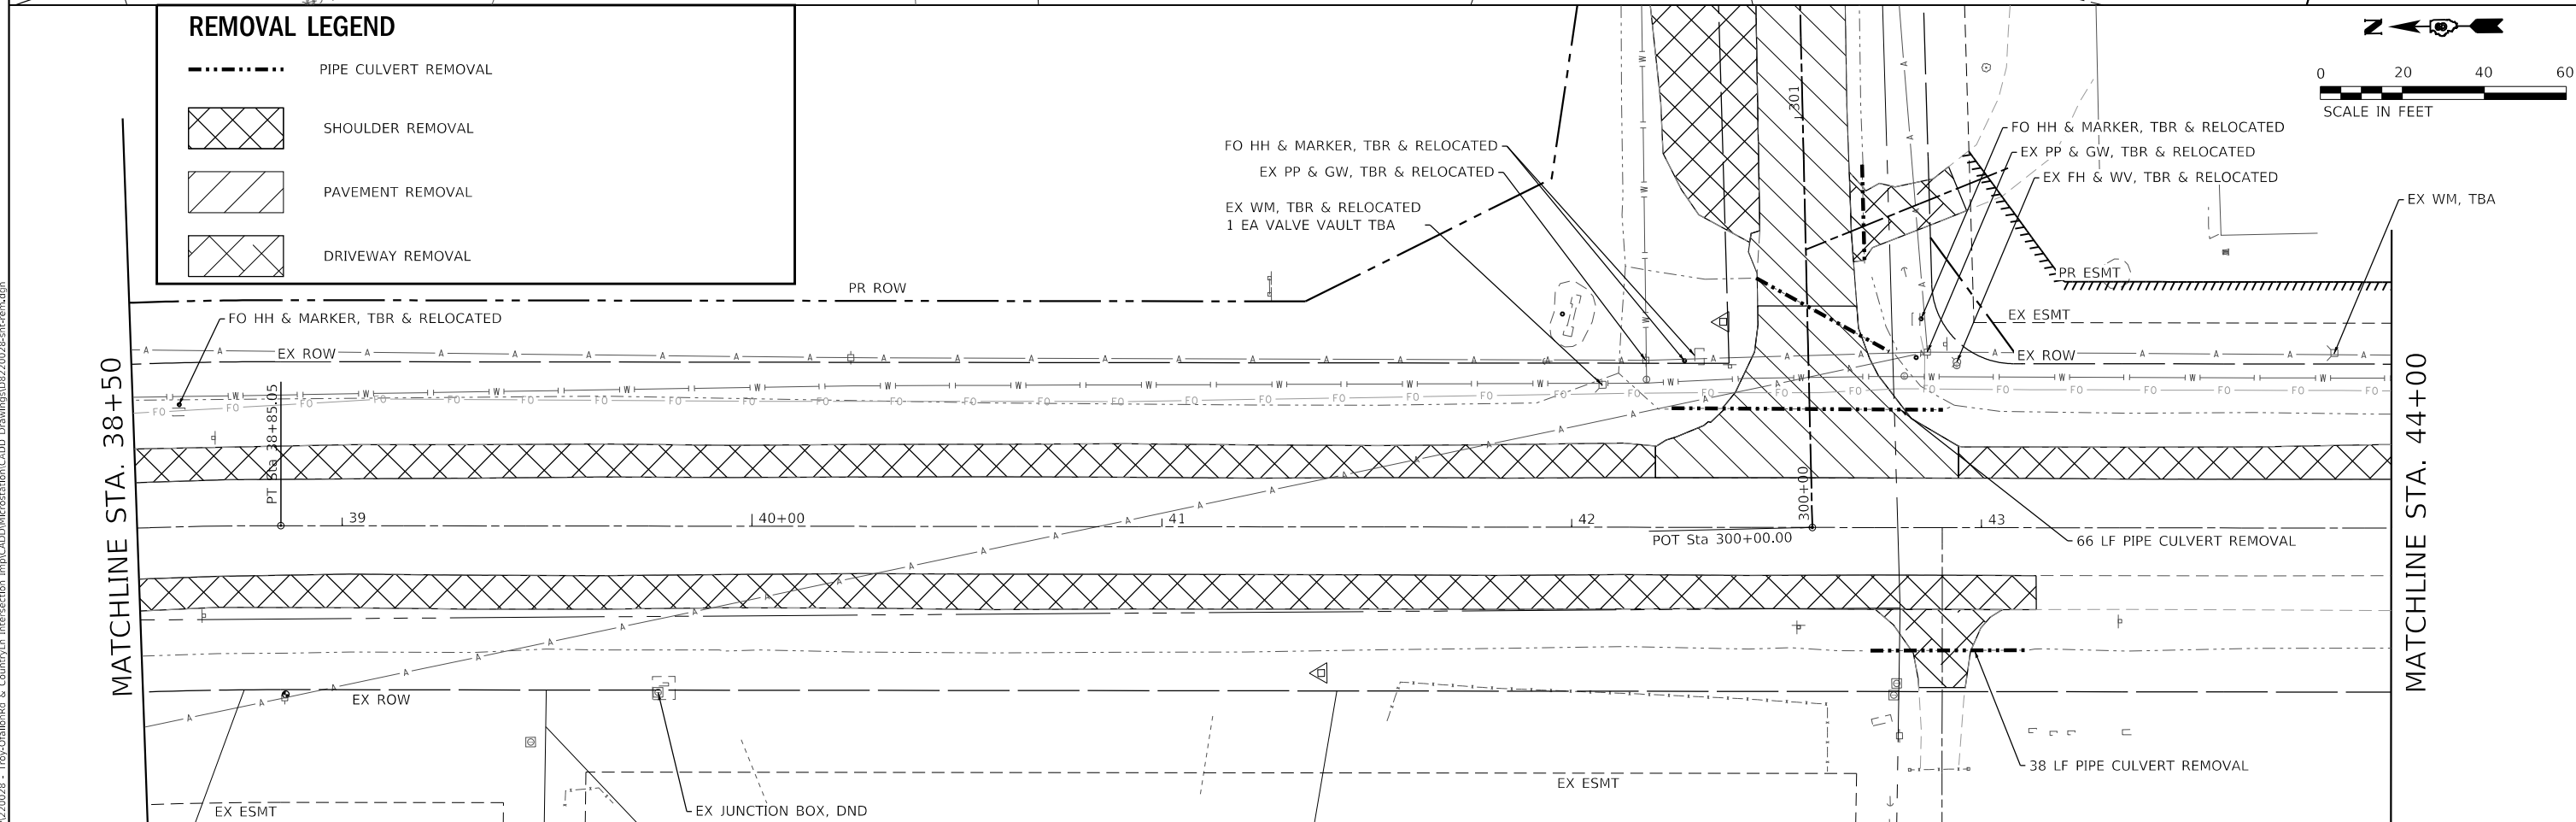 REMOVAL LEGEND
PIPE CULVERT REMOVAL
SHOULDER REMOVAL
PAVEMENT REMOVAL
DRIVEWAY REMOVAL
N
0 20 40 60
SCALE IN FEET
301
FO HH & MARKER, TBR & RELOCATED
EX PP & GW, TBR & RELOCATED
EX WM, TBR & RELOCATED
1 EA VALVE VAULT TBA
FO HH & MARKER, TBR & RELOCATED
EX PP & GW, TBR & RELOCATED
EX FH & WV, TBR & RELOCATED
EX WM, TBA
PR ROW
PR ESMT
EX ESMT
FO HH & MARKER, TBR & RELOCATED
EX ROW
EX ROW
MATCHLINE STA. 38+50
PT Sta 38+85.05
39
40+00
41
42
43
300+00
POT Sta 300+00.00
66 LF PIPE CULVERT REMOVAL
MATCHLINE STA. 44+00
EX ROW
EX JUNCTION BOX, DND
EX ESMT
EX ESMT
38 LF PIPE CULVERT REMOVAL